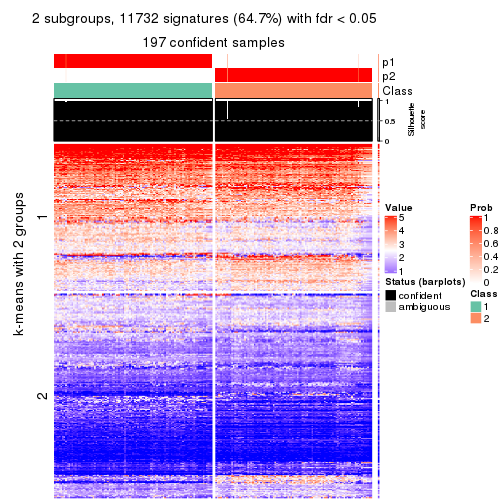 2 subgroups, 11732 signatures (64.7%) with fdr < 0.05
197 confident samples
p1
p2
Class
1
0.5
0
Silhouette
score
k-means with 2 groups
1
2
Value
5
4
3
2
1
Status (barplots)
confident
ambiguous
Prob
1
0.8
0.6
0.4
0.2
0
Class
1
2